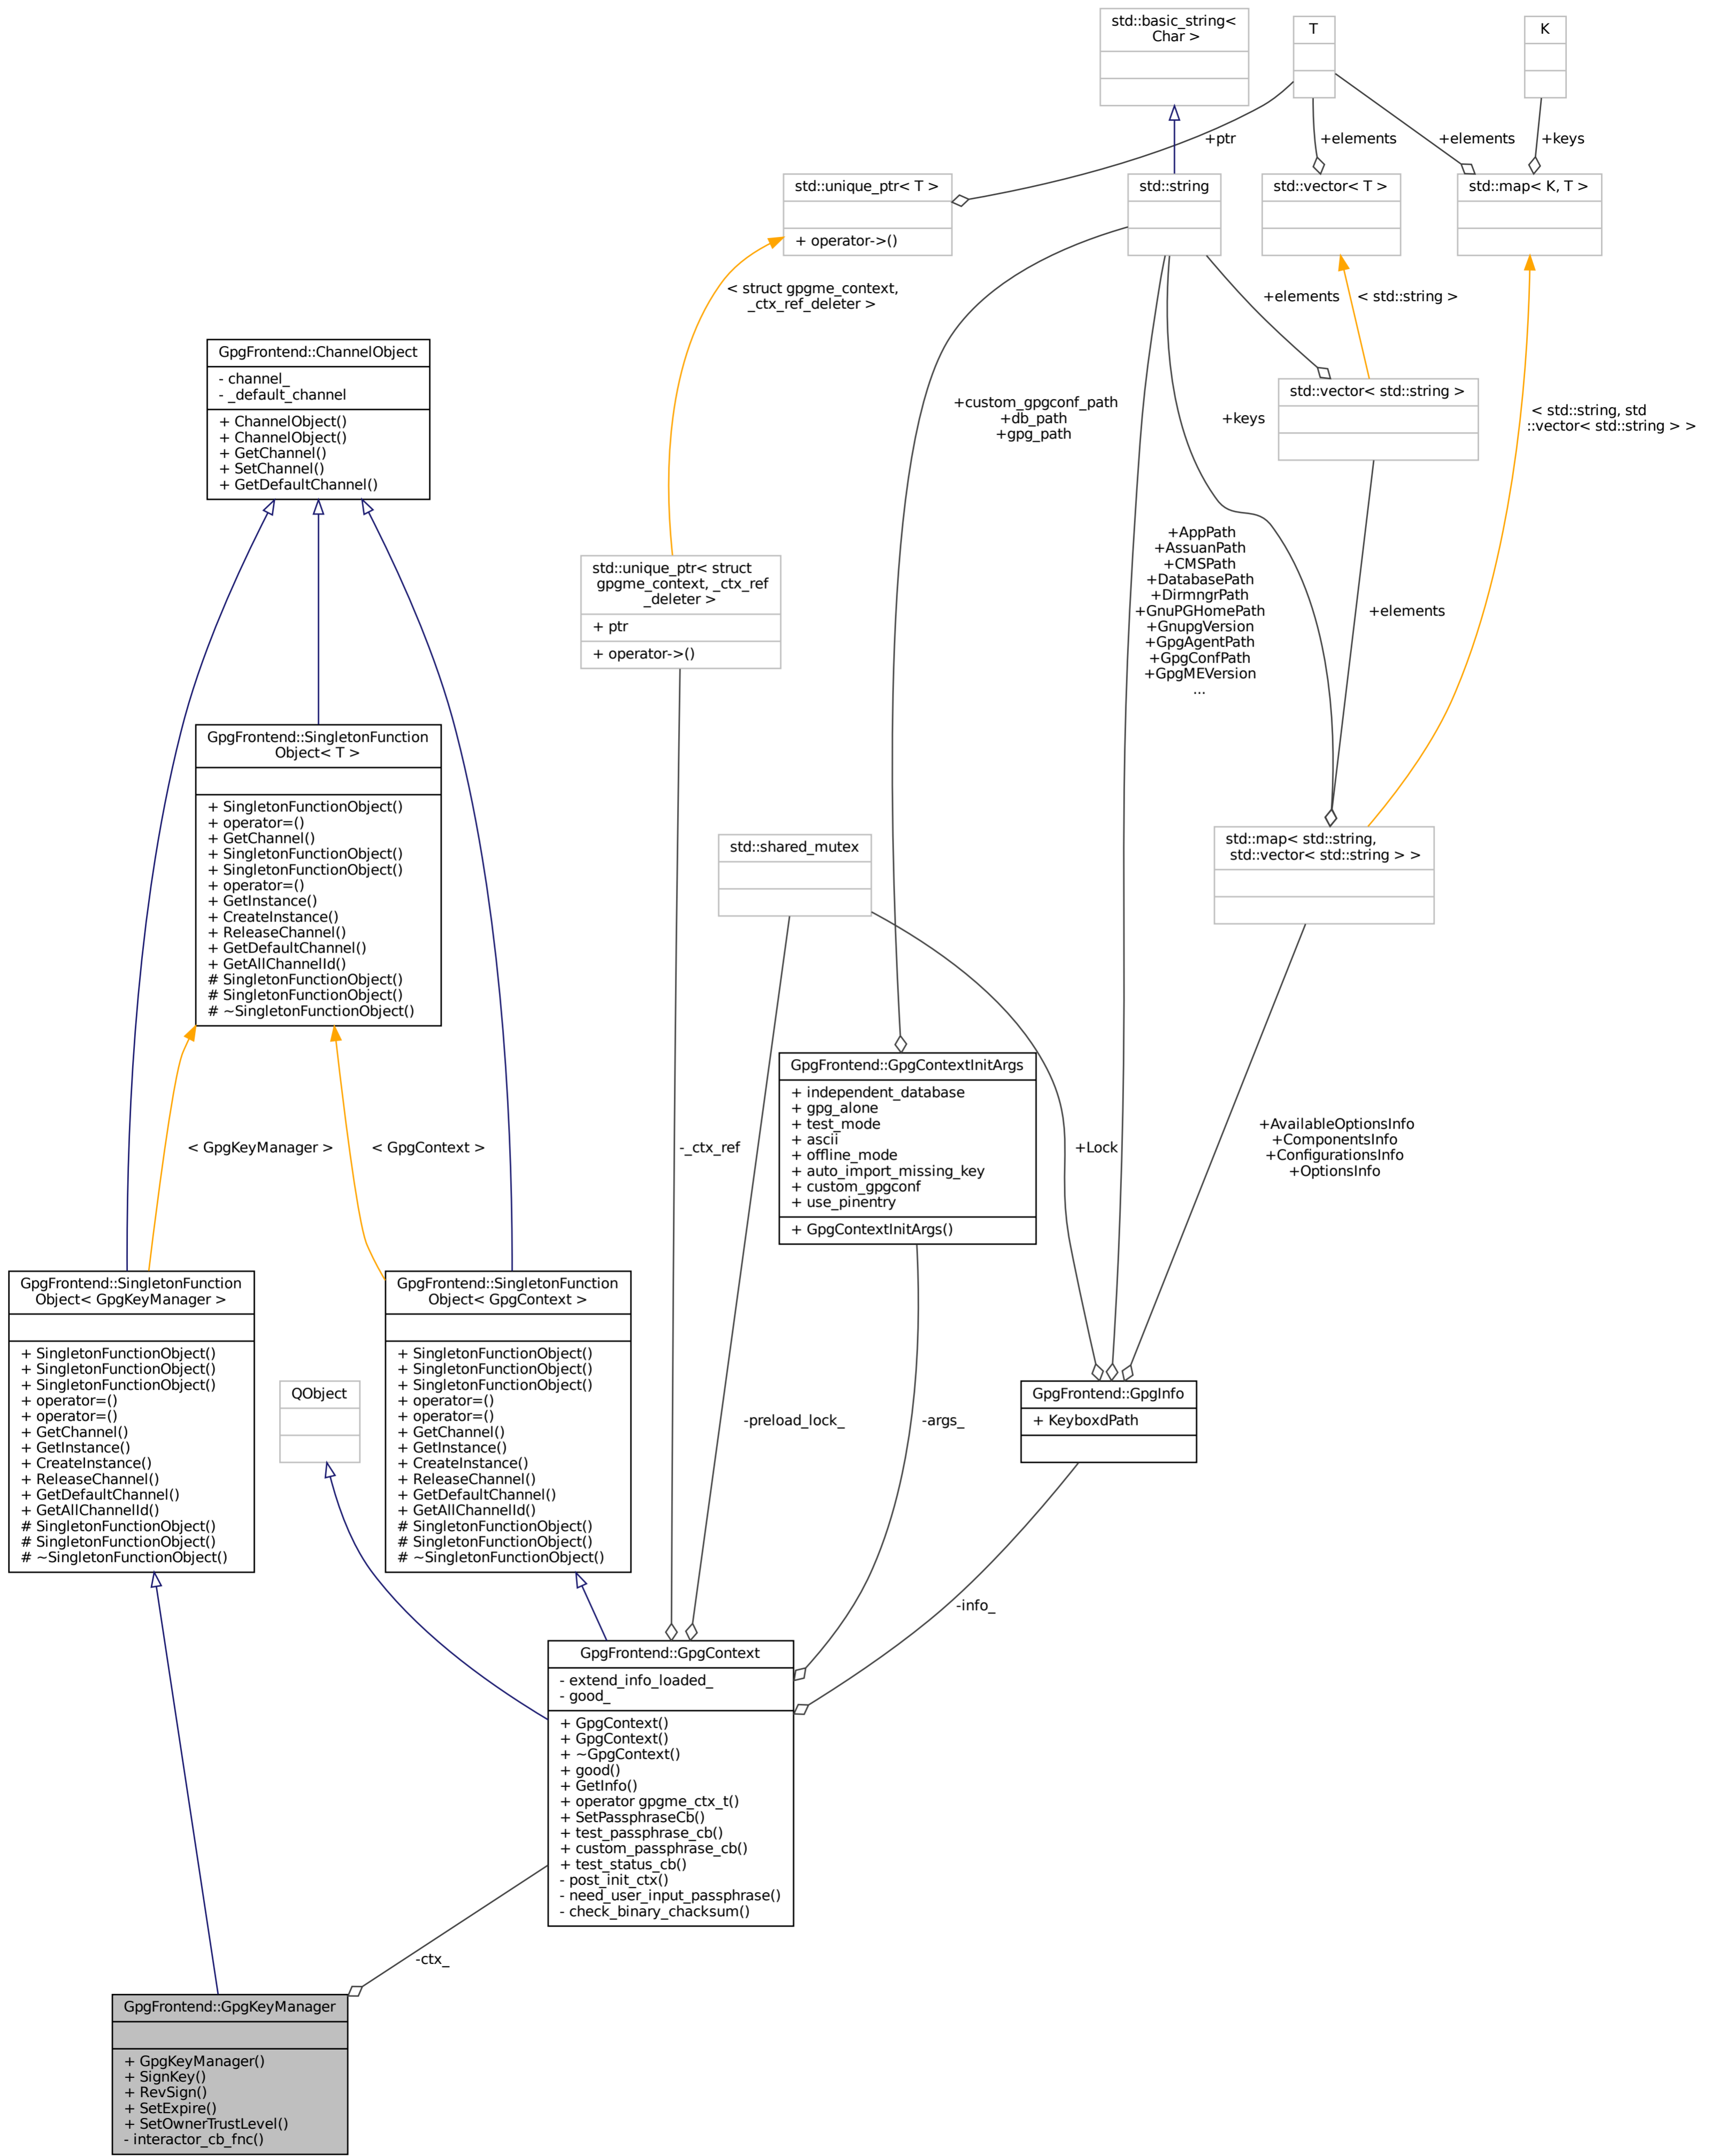 std::basic_string<
Char >
T
K
+ptr
+elements
+elements
+keys
std::unique_ptr< T >
+ operator->()
std::string
std::vector< T >
std::map< K, T >
< struct gpgme_context,
_ctx_ref_deleter >
+elements
< std::string >
GpgFrontend::ChannelObject
- channel_
- _default_channel
+ ChannelObject()
+ ChannelObject()
+ GetChannel()
+ SetChannel()
+ GetDefaultChannel()
+custom_gpgconf_path
+db_path
+gpg_path
+keys
std::vector< std::string >
< std::string, std
::vector< std::string > >
std::unique_ptr< struct
gpgme_context, _ctx_ref
_deleter >
+ ptr
+ operator->()
+AppPath
+AssuanPath
+CMSPath
+DatabasePath
+DirmngrPath
+GnuPGHomePath
+GnupgVersion
+GpgAgentPath
+GpgConfPath
+GpgMEVersion
...
+elements
GpgFrontend::SingletonFunction
Object< T >
+ SingletonFunctionObject()
+ operator=()
+ GetChannel()
+ SingletonFunctionObject()
+ SingletonFunctionObject()
+ operator=()
+ GetInstance()
+ CreateInstance()
+ ReleaseChannel()
+ GetDefaultChannel()
+ GetAllChannelId()
# SingletonFunctionObject()
# SingletonFunctionObject()
# ~SingletonFunctionObject()
std::shared_mutex
std::map< std::string,
std::vector< std::string > >
< GpgKeyManager >
< GpgContext >
-_ctx_ref
GpgFrontend::GpgContextInitArgs
+ independent_database
+ gpg_alone
+ test_mode
+ ascii
+ offline_mode
+ auto_import_missing_key
+ custom_gpgconf
+ use_pinentry
+ GpgContextInitArgs()
+Lock
+AvailableOptionsInfo
+ComponentsInfo
+ConfigurationsInfo
+OptionsInfo
GpgFrontend::SingletonFunction
Object< GpgKeyManager >
+ SingletonFunctionObject()
+ SingletonFunctionObject()
+ SingletonFunctionObject()
+ operator=()
+ operator=()
+ GetChannel()
+ GetInstance()
+ CreateInstance()
+ ReleaseChannel()
+ GetDefaultChannel()
+ GetAllChannelId()
# SingletonFunctionObject()
# SingletonFunctionObject()
# ~SingletonFunctionObject()
QObject
GpgFrontend::SingletonFunction
Object< GpgContext >
+ SingletonFunctionObject()
+ SingletonFunctionObject()
+ SingletonFunctionObject()
+ operator=()
+ operator=()
+ GetChannel()
+ GetInstance()
+ CreateInstance()
+ ReleaseChannel()
+ GetDefaultChannel()
+ GetAllChannelId()
# SingletonFunctionObject()
# SingletonFunctionObject()
# ~SingletonFunctionObject()
-preload_lock_
-args_
GpgFrontend::GpgInfo
+ KeyboxdPath
-info_
GpgFrontend::GpgContext
- extend_info_loaded_
- good_
+ GpgContext()
+ GpgContext()
+ ~GpgContext()
+ good()
+ GetInfo()
+ operator gpgme_ctx_t()
+ SetPassphraseCb()
+ test_passphrase_cb()
+ custom_passphrase_cb()
+ test_status_cb()
- post_init_ctx()
- need_user_input_passphrase()
- check_binary_chacksum()
-ctx_
GpgFrontend::GpgKeyManager
+ GpgKeyManager()
+ SignKey()
+ RevSign()
+ SetExpire()
+ SetOwnerTrustLevel()
- interactor_cb_fnc()